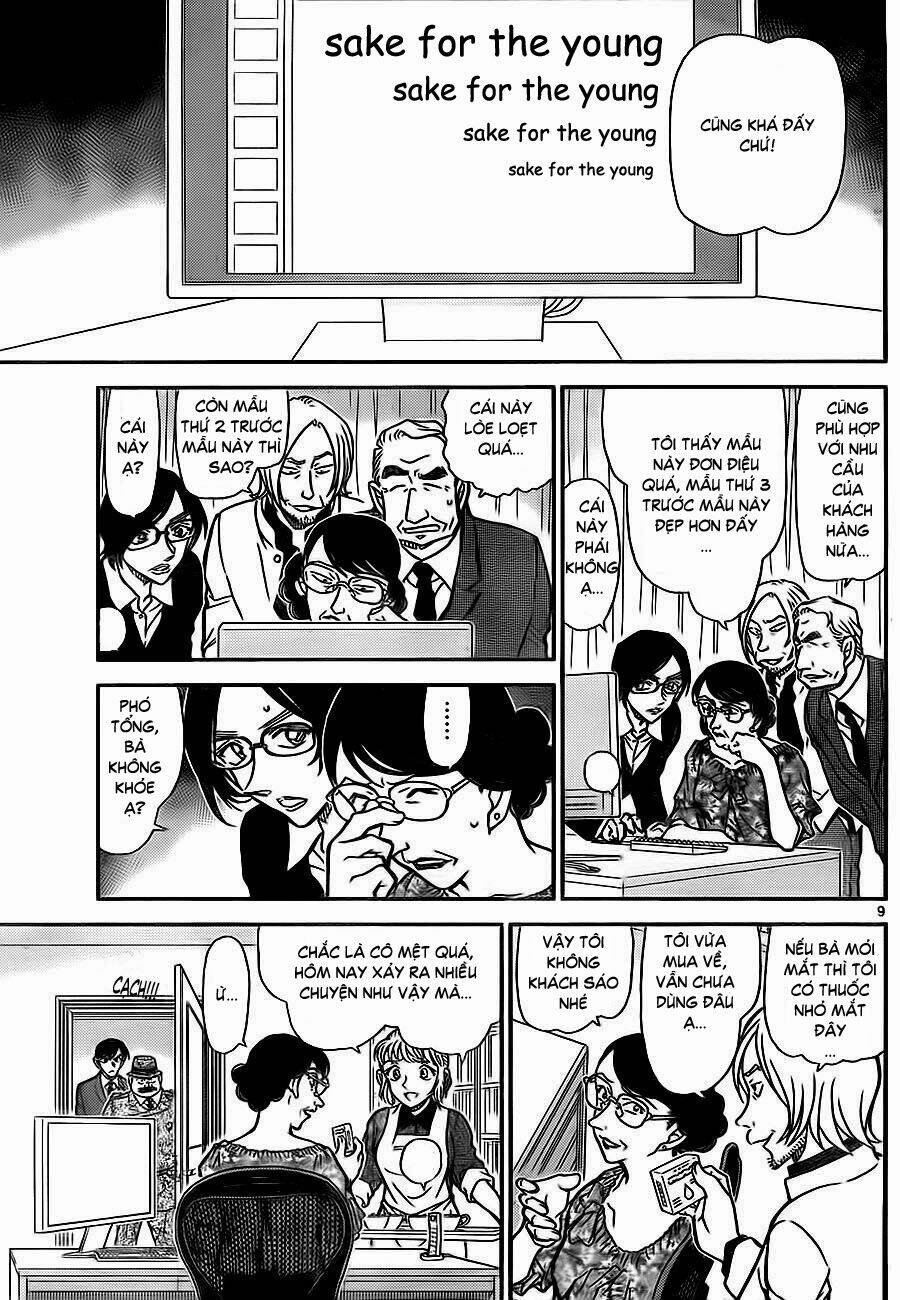 sake for the young
sake for the young
sake for the young
sake for the young
CŨNG KHÁ ĐẤY
CHỨ!
CŨNG
PHÙ HỢP
VỚI NHU
CẦU
CỦA
KHÁCH
HÀNG
NỮA...
TÔI THẤY MẪU
NÀY ĐƠN ĐIỆU
QUÁ, MẪU THỨ 3
TRƯỚC MẪU NÀY
ĐẸP HƠN ĐẤY
...
CÁI
NÀY
PHẢI
KHÔNG
Ạ...
CÁI NÀY
LÒE LOẸT
QUÁ.
CÒN MẪU
THỨ 2 TRƯỚC
MẪU NÀY THÌ
SAO?
CÁI
NÀY
Ạ?
.......
PHÓ
TỔNG,
BÀ
KHÔNG
KHỎE
Ạ?
9
NẾU BÀ MỎI
MẮT THÌ TÔI
CÓ THUỐC
NHỎ MẮT
ĐÂY
...
TÔI VỪA
MUA VỀ,
VẪN CHƯA
DÙNG ĐÂU
Ạ...
VẬY TÔI
KHÔNG
KHÁCH SÁO
NHÉ
CHẮC LÀ CÔ MỆT QUÁ,
HÔM NAY XẢY RA NHIỀU
CHUYỆN NHƯ VẬY MÀ...
Ừ...
CẠCH!!!